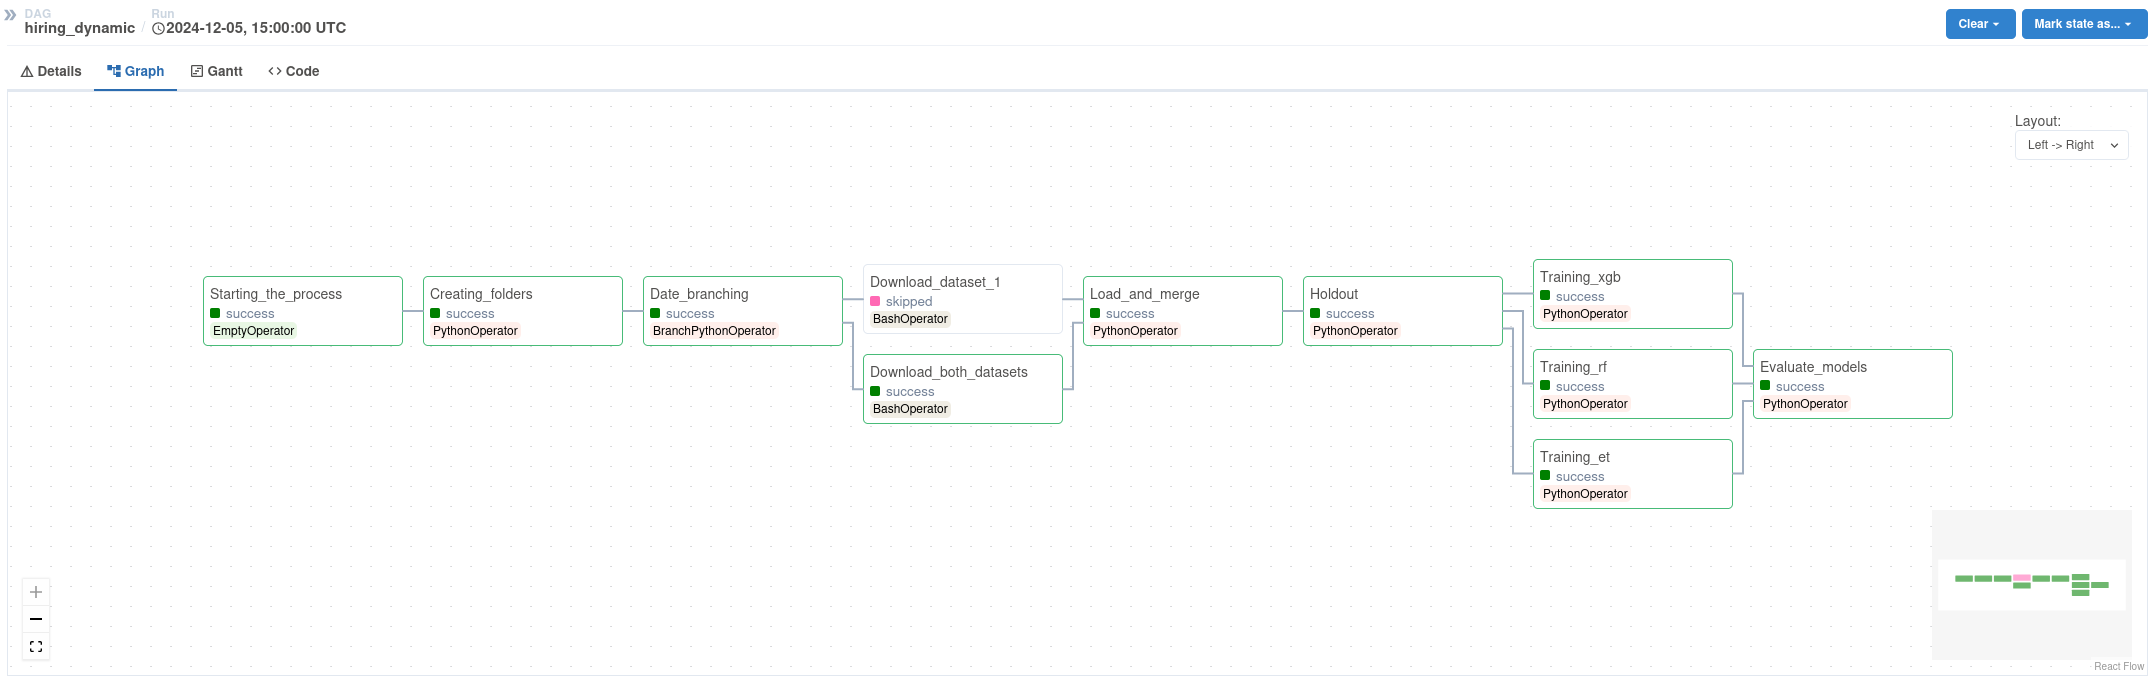 DAG
hiring_dynamic
/
Run
2024-12-05, 15:00:00 UTC
Clear
Mark state as...
Details
Graph
Gantt
Code
Layout:
Left -> Right
Starting_the_process
success
EmptyOperator
Creating_folders
success
PythonOperator
Date_branching
success
BranchPythonOperator
Download_dataset_1
skipped
BashOperator
Download_both_datasets
success
BashOperator
Load_and_merge
success
PythonOperator
Holdout
success
PythonOperator
Training_xgb
success
PythonOperator
Training_rf
success
PythonOperator
Training_et
success
PythonOperator
Evaluate_models
success
PythonOperator
React Flow